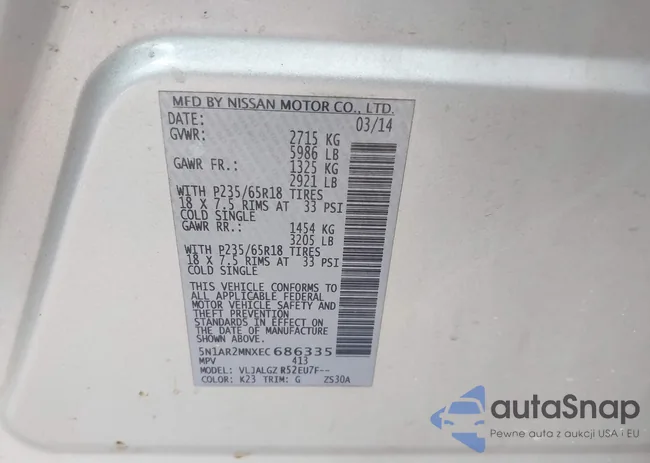 MFD BY NISSAN MOTOR CO., LTD.
DATE: 03/14
GVWR: 2715 KG
5986 LB
GAWR FR.: 1325 KG
2921 LB
WITH P235/65R18 TIRES
18 X 7.5 RIMS AT 33 PSI
COLD SINGLE
GAWR RR.: 1454 KG
3205 LB
WITH P235/65R18 TIRES
18 X 7.5 RIMS AT 33 PSI
COLD SINGLE
THIS VEHICLE CONFORMS TO
ALL APPLICABLE FEDERAL
MOTOR VEHICLE SAFETY AND
THEFT PREVENTION
STANDARDS IN EFFECT ON
THE DATE OF MANUFACTURE
SHOWN ABOVE.
5N1AR2MNXEC686335
MPV 413
MODEL: VLJALGZ R52EU7F--
COLOR: K23 TRIM: G ZS30A
autoSnap
Pewne auta z aukcji USA i EU